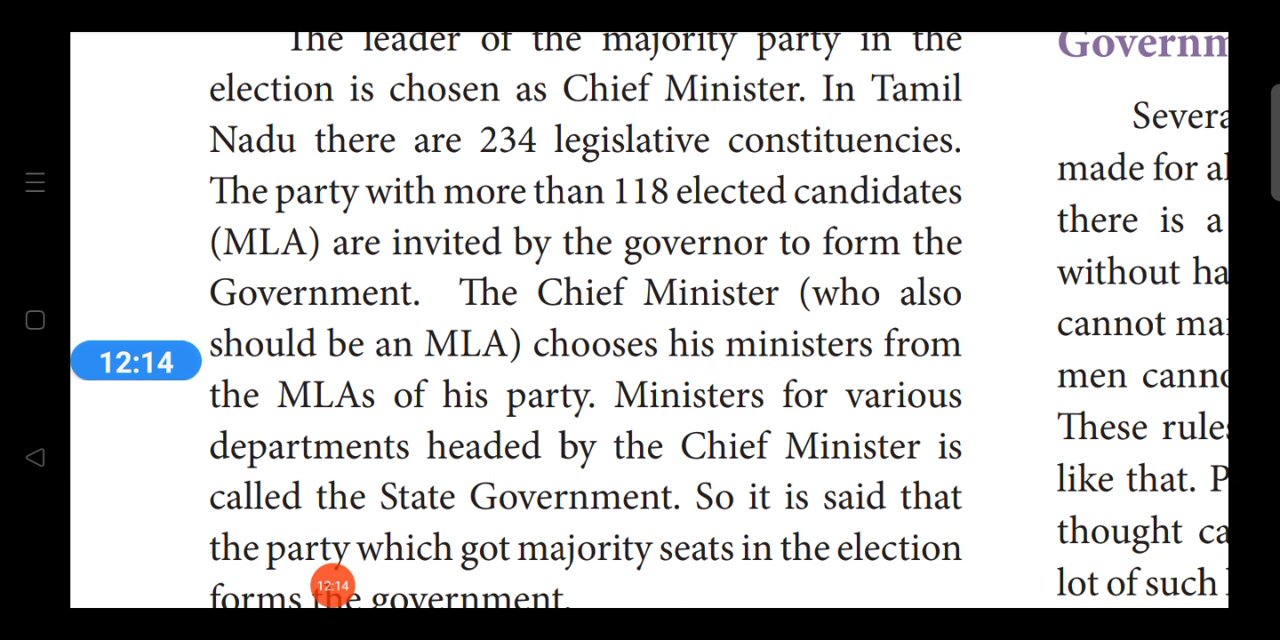 The leader of the majority party in the
election is chosen as Chief Minister. In Tamil
Nadu there are 234 legislative constituencies.
The party with more than 118 elected candidates
(MLA) are invited by the governor to form the
Government. The Chief Minister (who also
should be an MLA) chooses his ministers from
the MLAs of his party. Ministers for various
departments headed by the Chief Minister is
called the State Government. So it is said that
the party which got majority seats in the election
forms the government.
12:14
12:14
Governm
Severa
made for al
there is a
without ha
cannot mai
men canno
These rules
like that. P
thought ca
lot of such